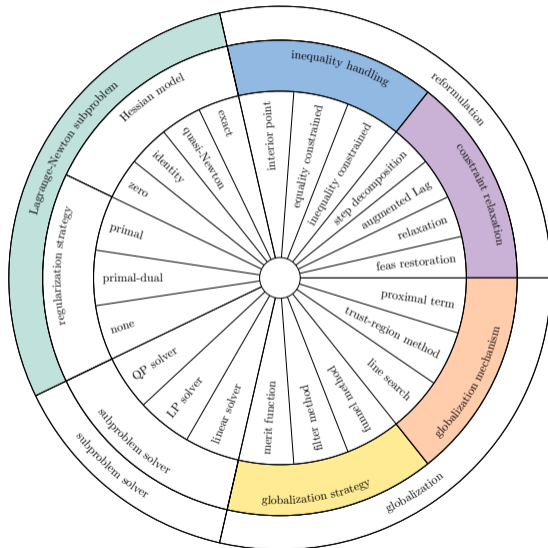 reformulation
inequality handling
interior point
equality constrained
inequality constrained
constraint relaxation
step decomposition
augmented Lag
relaxation
feas restoration
globalization
globalization mechanism
proximal term
trust-region method
line search
globalization strategy
funnel method
filter method
merit function
subproblem solver
subproblem solver
linear solver
LP solver
QP solver
Lagrange-Newton subproblem
regularization strategy
none
primal-dual
primal
Hessian model
zero
identity
quasi-Newton
exact